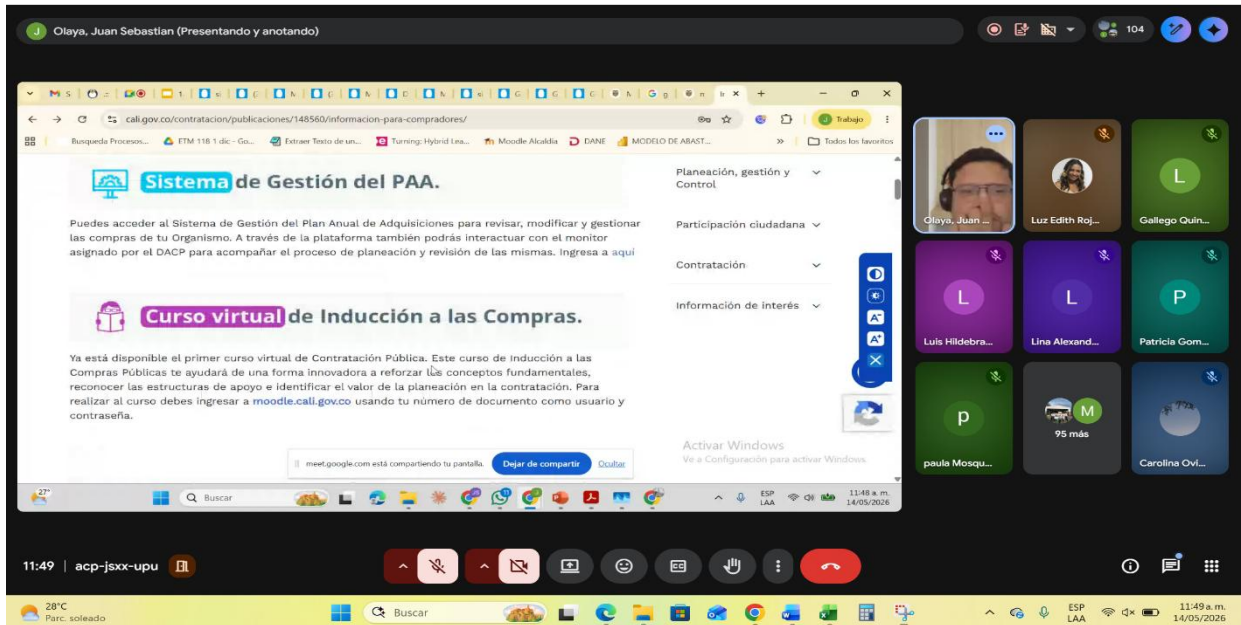 J Olaya, Juan Sebastian (Presentando y anotando)
104
cali.gov.co/contratacion/publicaciones/148560/informacion-para-compradores/
Trabajo
Busqueda Procesos...
ETM 118 1 dic - Go...
Extraer Texto de un...
Turning: Hybrid Lea...
Moodle Alcaldia
DANE
MODELO DE ABAST...
Todos los favoritos
Sistema de Gestión del PAA.
Puedes acceder al Sistema de Gestión del Plan Anual de Adquisiciones para revisar, modificar y gestionar
las compras de tu Organismo. A través de la plataforma también podrás interactuar con el monitor
asignado por el DACP para acompañar el proceso de planeación y revisión de las mismas. Ingresa a aquí
Curso virtual de Inducción a las Compras.
Ya está disponible el primer curso virtual de Contratación Pública. Este curso de Inducción a las
Compras Públicas te ayudará de una forma innovadora a reforzar los conceptos fundamentales,
reconocer las estructuras de apoyo e identificar el valor de la planeación en la contratación. Para
realizar al curso debes ingresar a moodle.cali.gov.co usando tu número de documento como usuario y
contraseña.
Planeación, gestión y
Control
Participación ciudadana
Contratación
Información de interés
A-
A+
Activar Windows
Ve a Configuración para activar Windows.
meet.google.com está compartiendo tu pantalla.
Dejar de compartir
Ocultar
27°
Buscar
ESP
LAA
11:48 a. m.
14/05/2026
Olaya, Juan ...
Luz Edith Roj...
L
Gallego Quin...
L
Luis Hildebra...
L
Lina Alexand...
P
Patricia Gom...
p
paula Mosqu...
M
95 más
Carolina Ovi...
11:49 | acp-jsxx-upu
28°C
Parc. soleado
Buscar
ESP
LAA
11:49 a. m.
14/05/2026